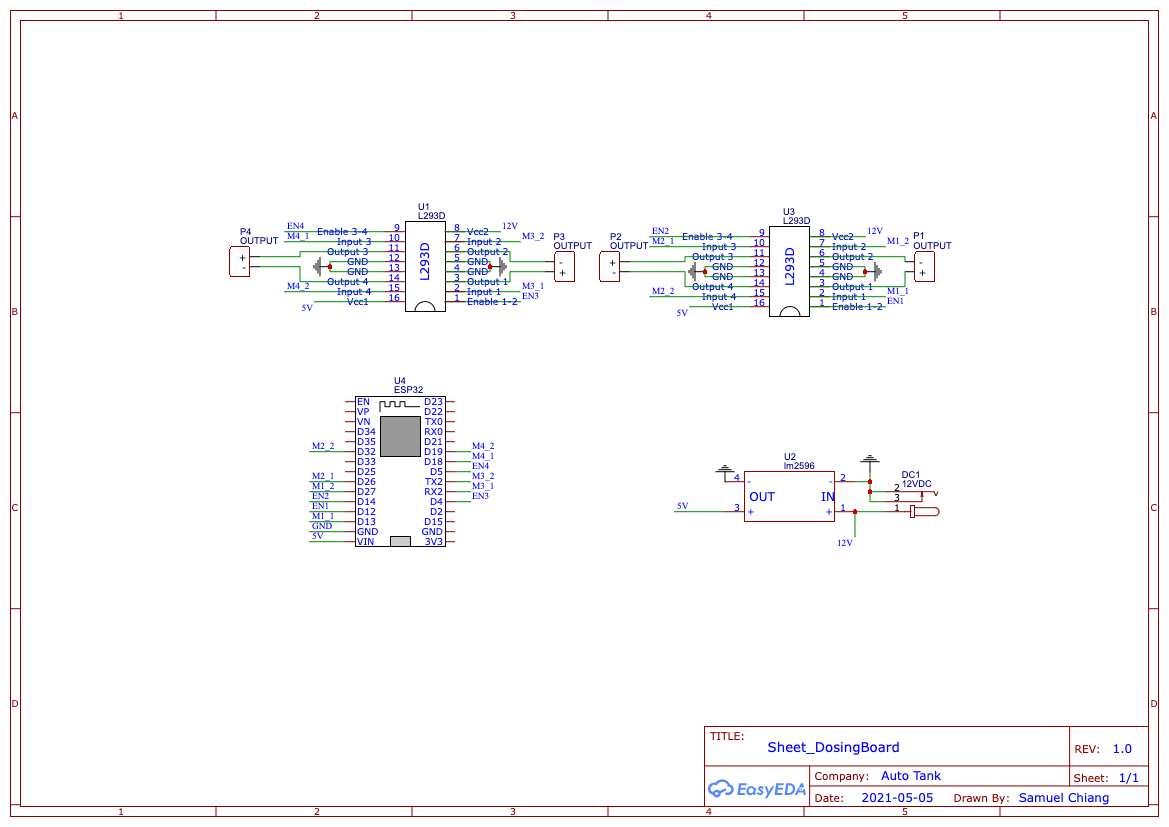 1 2 3 4 5
A A
U1
L293D
EN4 Enable 3-4 9 8 Vcc2 12V
M4_1 Input 3 10 7 Input 2 M3_2
Output 3 11 6 Output 2
GND 12 5 GND
GND 13 4 GND
Output 4 14 3 Output 1
M4_2 Input 4 15 2 Input 1 M3_1
Vcc1 16 1 Enable 1-2 EN3
5V
L293D
P4
OUTPUT
+
-
P3
OUTPUT
-
+
U3
L293D
EN2 Enable 3-4 9 8 Vcc2 12V
M2_1 Input 3 10 7 Input 2 M1_2
Output 3 11 6 Output 2
GND 12 5 GND
GND 13 4 GND
Output 4 14 3 Output 1
M2_2 Input 4 15 2 Input 1 M1_1
Vcc1 16 1 Enable 1-2 EN1
5V
L293D
P2
OUTPUT
+
-
P1
OUTPUT
-
+
B B
U4
ESP32
EN D23
VP D22
VN TX0
D34 RX0
D35 D21
M2_2 D32 D19 M4_2
D33 D18 M4_1
D25 D5 EN4
M2_1 D26 TX2 M3_2
M1_2 D27 RX2 M3_1
EN2 D14 D4 EN3
EN1 D12 D2
M1_1 D13 D15
GND GND GND
5V VIN 3V3
U2
lm2596
4 - - 2
OUT IN
5V 3 + + 1
12V
DC1
12VDC
2
3
1
C C
D D
TITLE:
Sheet_DosingBoard
REV: 1.0
EasyEDA
Company: Auto Tank
Sheet: 1/1
Date: 2021-05-05 Drawn By: Samuel Chiang
1 2 3 4 5